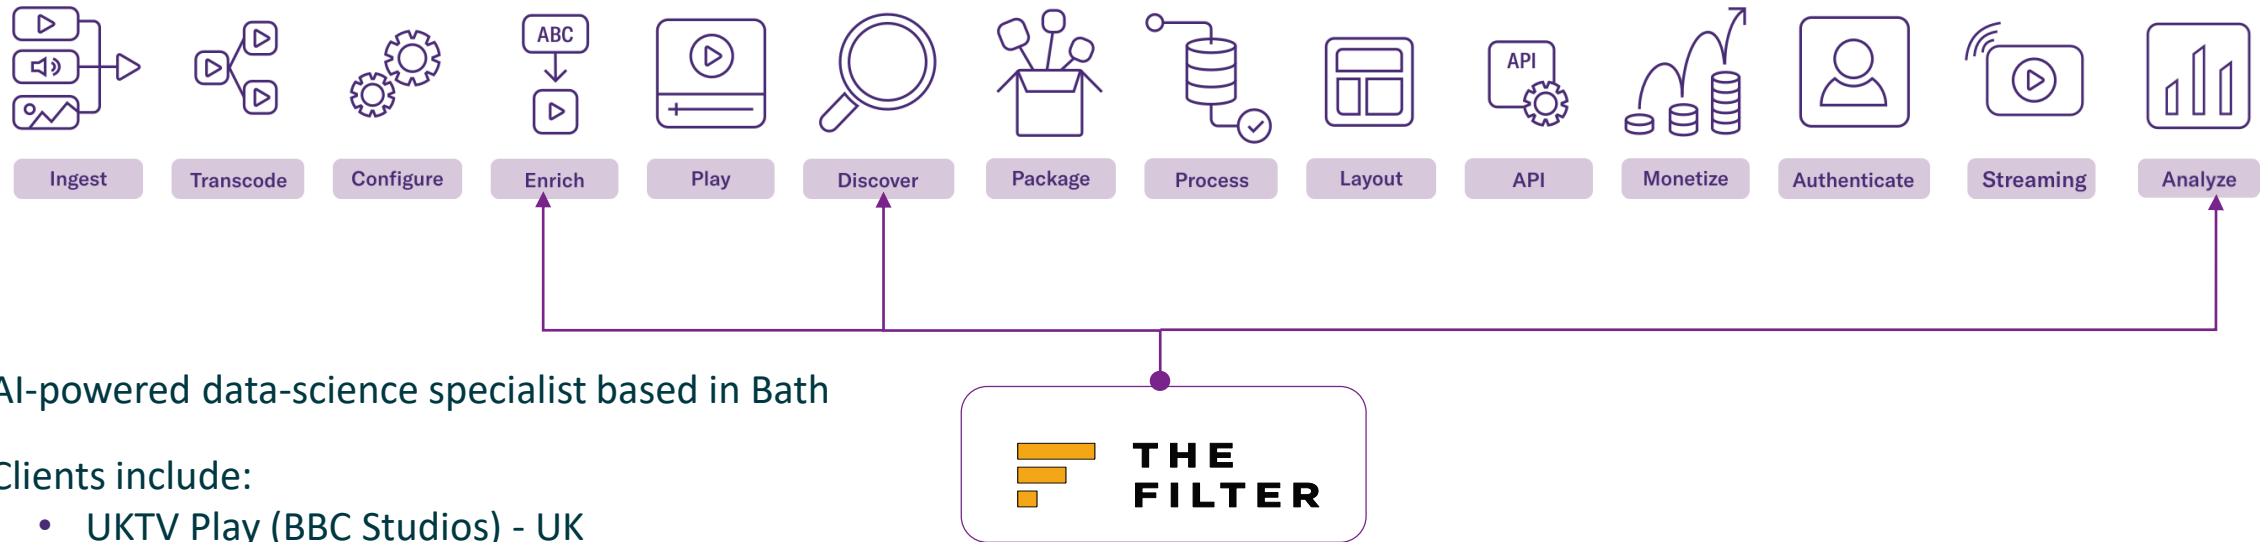 ABC
API
Ingest
Transcode
Configure
Enrich
Play
Discover
Package
Process
Layout
API
Monetize
Authenticate
Streaming
Analyze
AI-powered data-science specialist based in Bath
Clients include:
• UKTV Play (BBC Studios) - UK
THE
FILTER